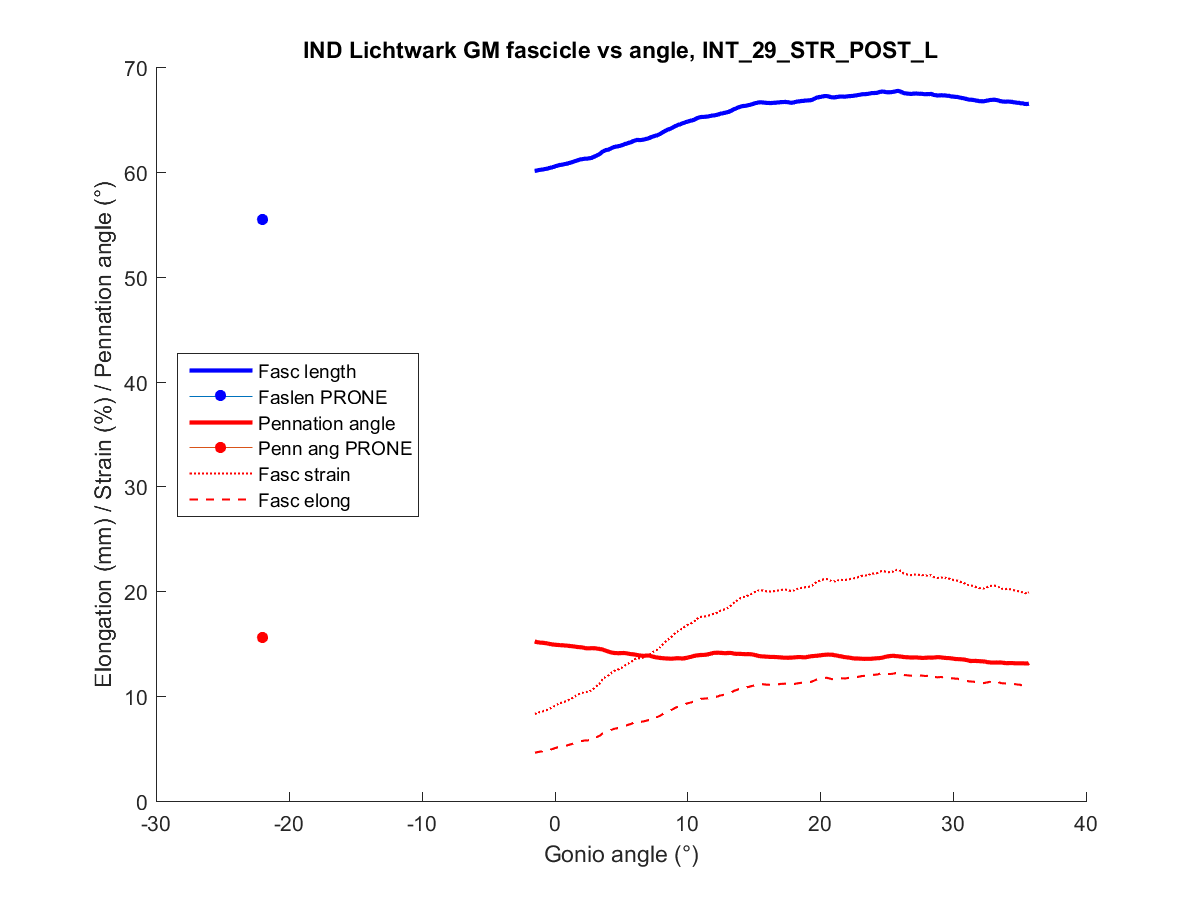 IND Lichtwark GM fascicle vs angle, INT_29_STR_POST_L
70
60
50
40
30
20
10
0
Elongation (mm) / Strain (%) / Pennation angle (°)
Fasc length
Faslen PRONE
Pennation angle
Penn ang PRONE
Fasc strain
Fasc elong
-30 -20 -10 0 10 20 30 40
Gonio angle (°)